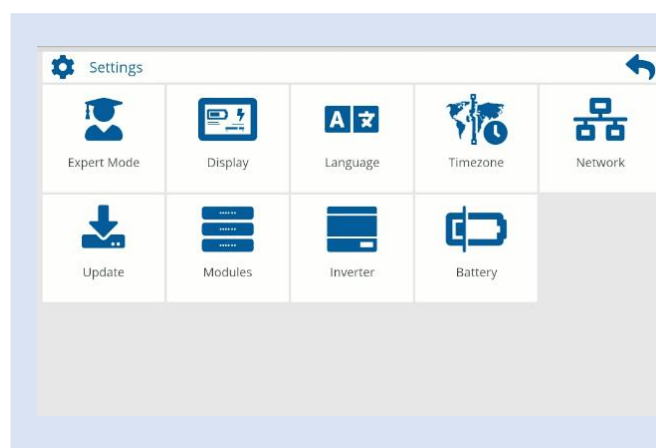 Settings
Expert Mode
Display
Language
Timezone
Network
Update
Modules
Inverter
Battery